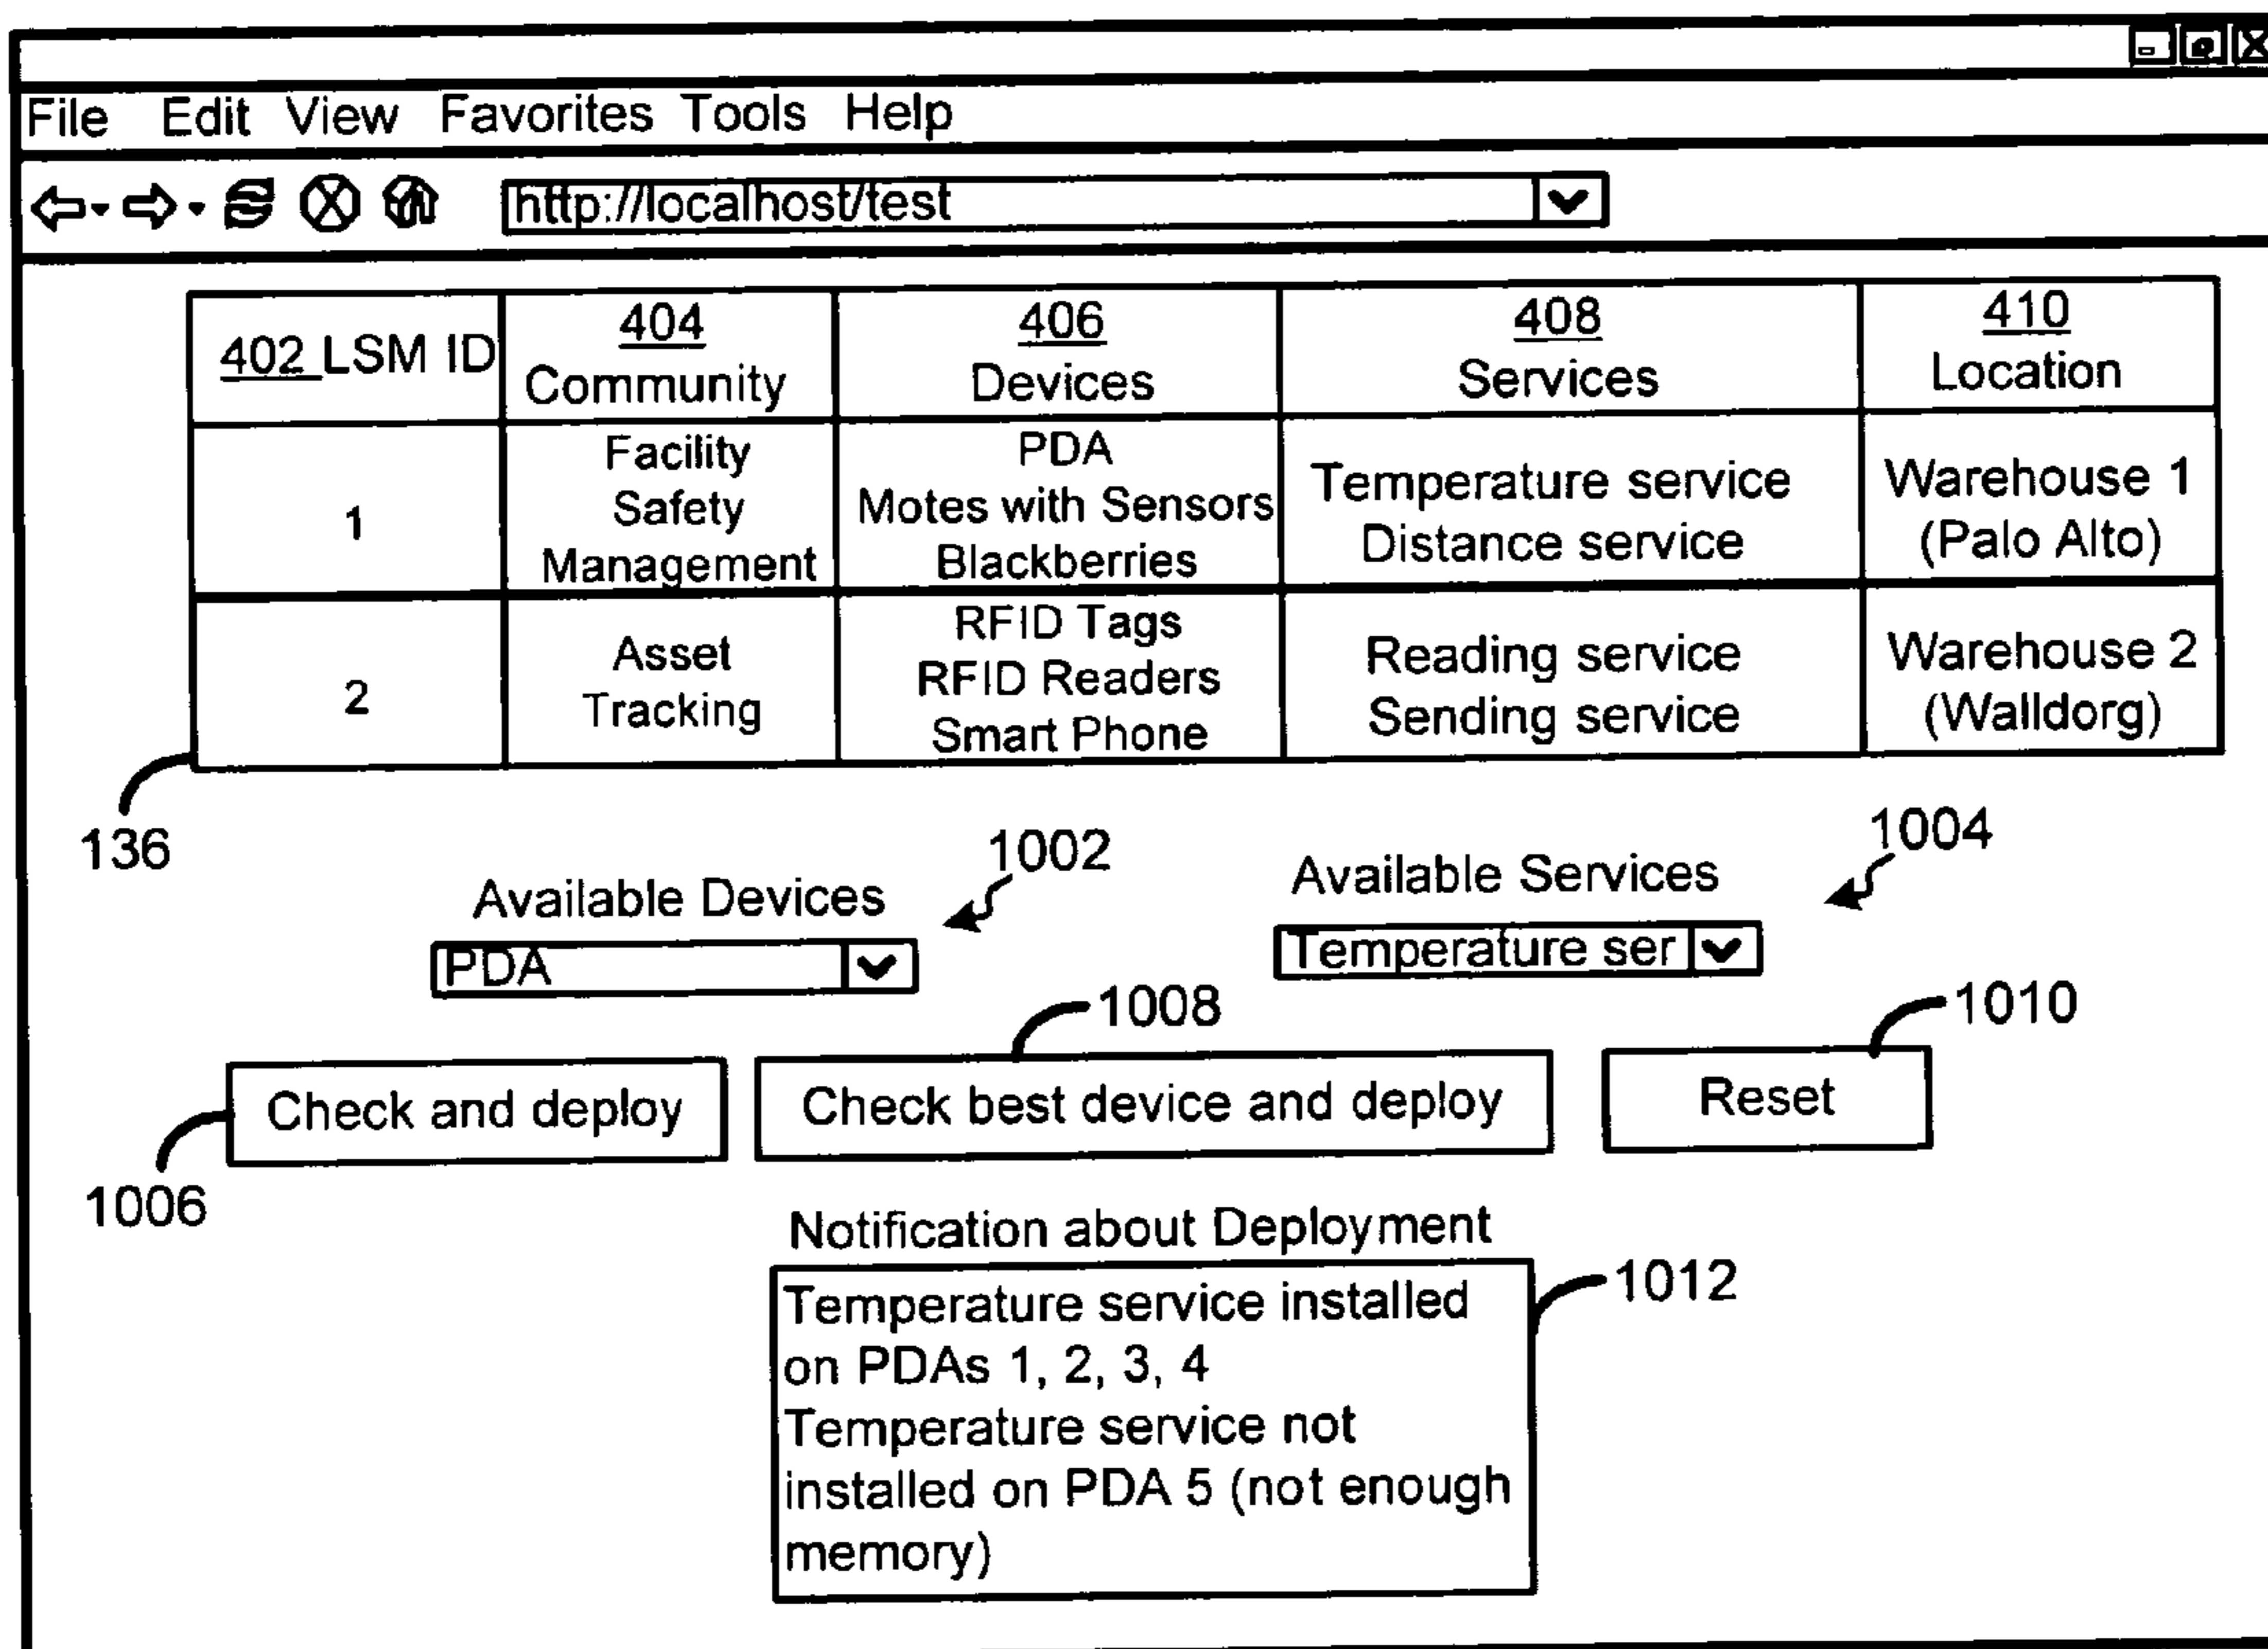 File Edit View Favorites Tools Help
http://localhost/test
402 LSM ID
404
Community
406
Devices
408
Services
410
Location
1
Facility
Safety
Management
PDA
Motes with Sensors
Blackberries
Temperature service
Distance service
Warehouse 1
(Palo Alto)
2
Asset
Tracking
RFID Tags
RFID Readers
Smart Phone
Reading service
Sending service
Warehouse 2
(Walldorg)
136
1002
1004
Available Devices
Available Services
PDA
Temperature ser
1008
1010
Check and deploy
Check best device and deploy
Reset
1006
Notification about Deployment
1012
Temperature service installed
on PDAs 1, 2, 3, 4
Temperature service not
installed on PDA 5 (not enough
memory)